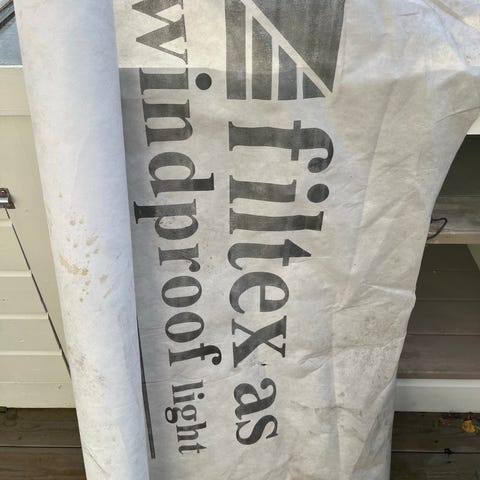 filtex as
windproof light